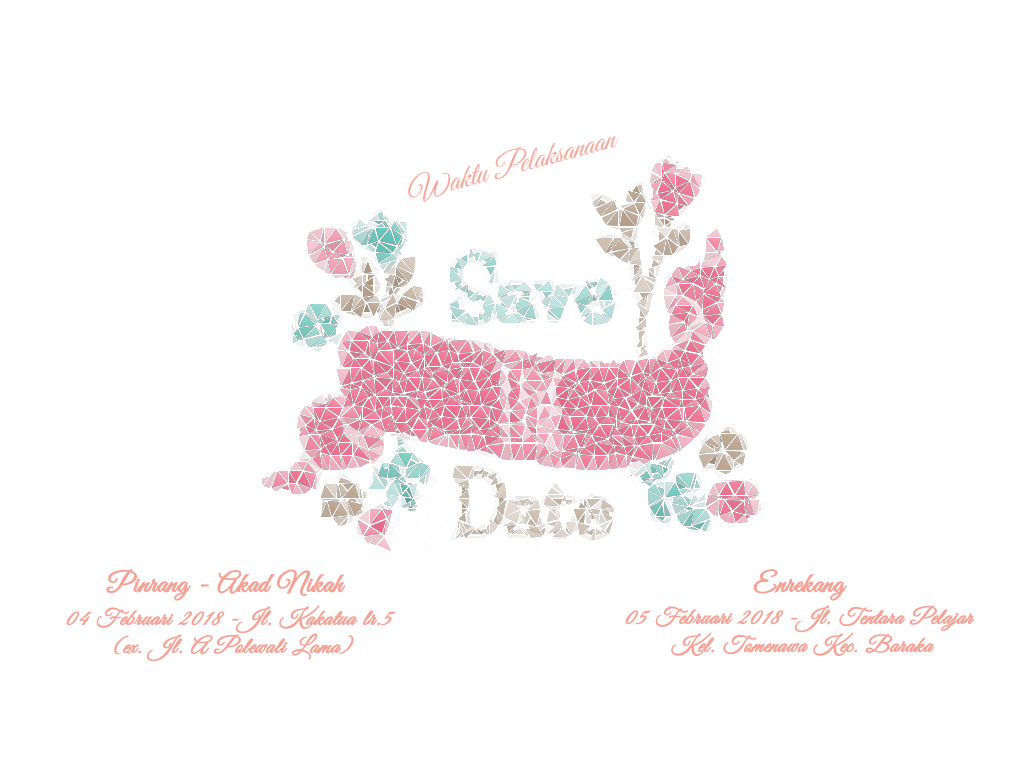 Waktu Pelaksanaan
Save
Date
Pinrang - Akad Nikah
04 Februari 2018 - Jl. Kakatua lr.5
(ex. Jl. A Polewali Lama)
Enrekang
05 Februari 2018 - Jl. Tentara Pelajar
Kel. Tomenawa Kec. Baraka